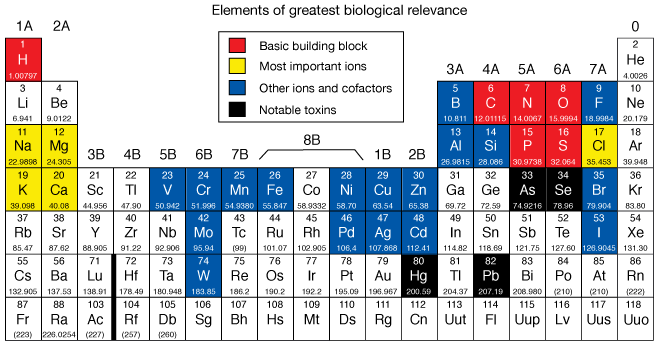 Elements of greatest biological relevance
1A 2A 0
Basic building block
Most important ions
Other ions and cofactors
Notable toxins
1 2
H He
1.00797 4.0026
3A 4A 5A 6A 7A
3 4 5 6 7 8 9 10
Li Be B C N O F Ne
6.941 9.0122 10.811 12.01115 14.0067 15.9994 18.9984 20.179
11 12 13 14 15 16 17 18
Na Mg Al Si P S Cl Ar
22.9898 24.305 26.9815 28.086 30.9738 32.064 35.453 39.948
3B 4B 5B 6B 7B 8B 1B 2B
19 20 21 22 23 24 25 26 27 28 29 30 31 32 33 34 35 36
K Ca Sc Tl V Cr Mn Fe Co Ni Cu Zn Ga Ge As Se Br Kr
39.098 40.08 44.956 47.90 50.942 51.996 54.9380 55.847 58.9332 58.70 63.54 65.38 69.72 72.59 74.9216 78.96 79.904 83.80
37 38 39 40 41 42 43 44 45 46 47 48 49 50 51 52 53 54
Rb Sr Y Zr Nb Mo Tc Ru Rh Pd Ag Cd In Sn Sb Te I Xe
85.47 87.62 88.905 91.22 92.906 95.94 (99) 101.07 102.905 106,4 107.868 112.41 114.82 118.69 121.75 127.60 126.9045 131.30
55 56 71 72 73 74 75 76 77 78 79 80 81 82 83 84 85 86
Cs Ba Lu Hf Ta W Re Os Ir Pt Au Hg Tl Pb Bi Po At Rn
132.905 137.53 138.91 178.49 180.948 183.85 186.2 190.2 192.2 195.09 196.967 200.59 204.37 207.19 208.980 (210) (210) (222)
87 88 103 104 105 106 107 108 109 110 111 112 113 114 115 116 117 118
Fr Ra Ac Rf Db Sg Bh Hs Mt Ds Rg Cn Uut Fl Uup Lv Uus Uuo
(223) 226.0254 (227) (257) (260)